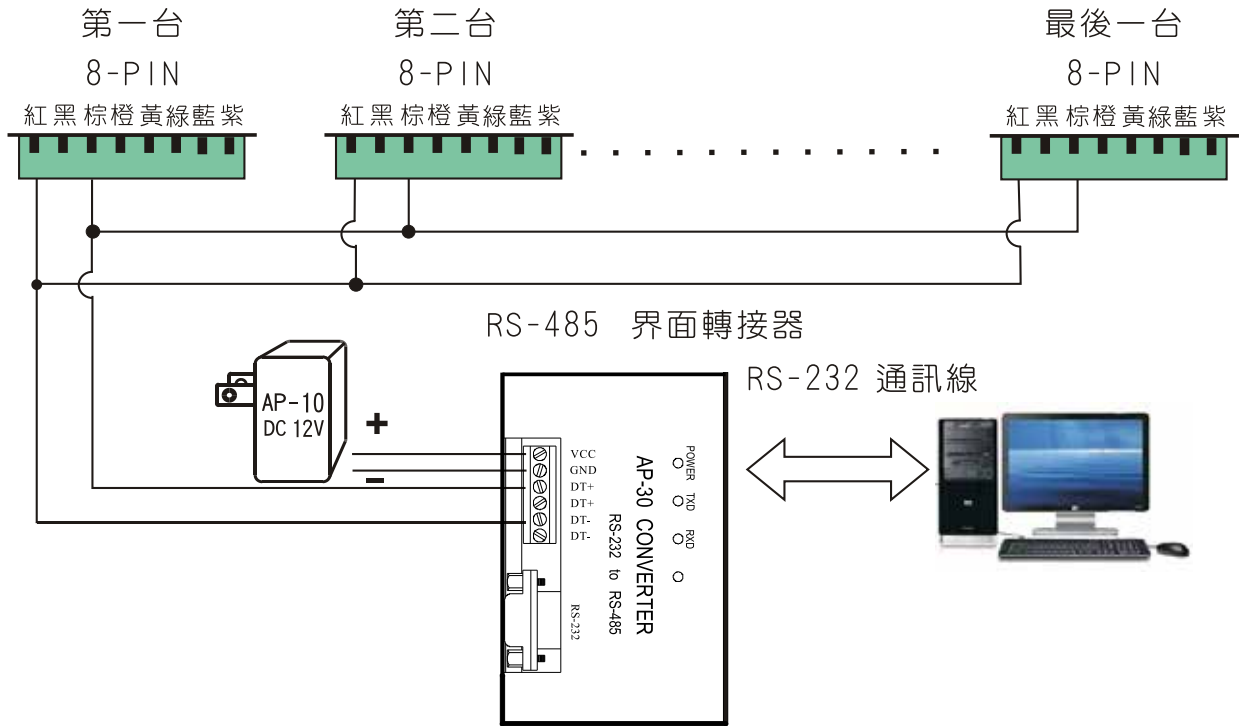 第一台
8-PIN
紅黑棕橙黃綠藍紫
第二台
8-PIN
紅黑棕橙黃綠藍紫
最後一台
8-PIN
紅黑棕橙黃綠藍紫
RS-485 界面轉接器
RS-232 通訊線
AP-10
DC 12V
+
-
VCC
GND
DT+
DT+
DT-
DT-
RS-232
AP-30 CONVERTER
RS-232 to RS-485
POWER
TXD
RXD